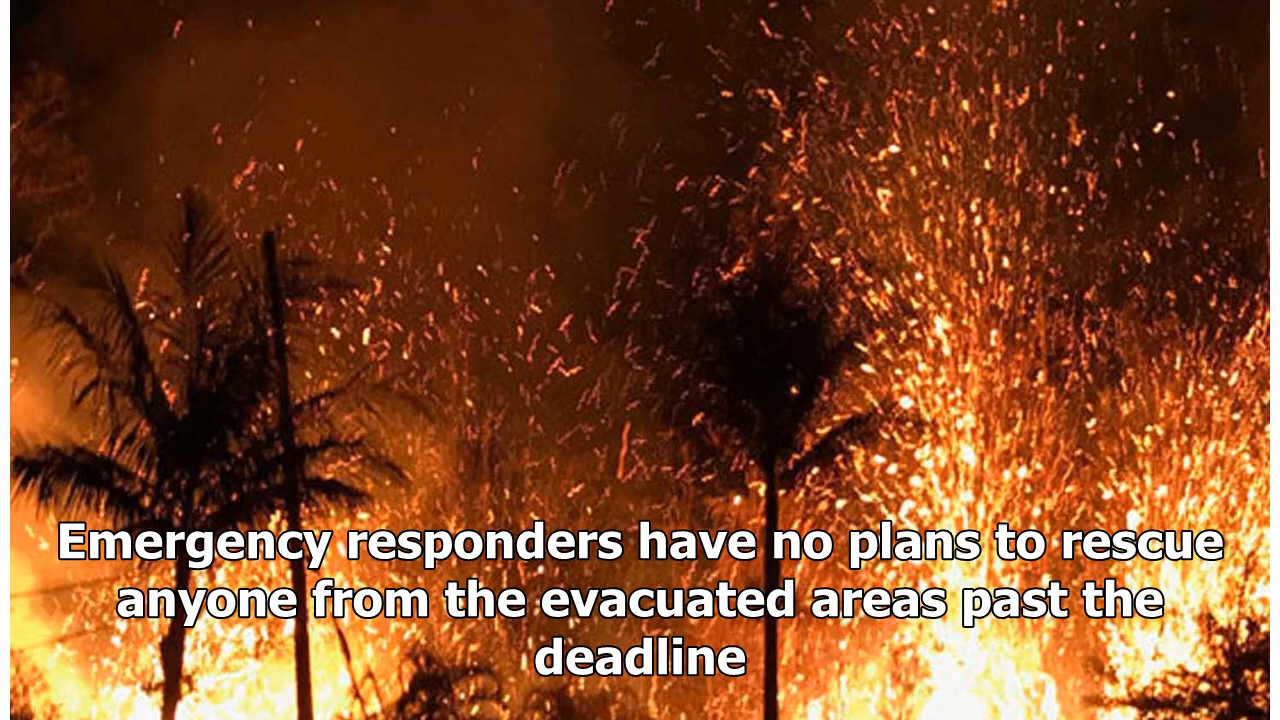 Emergency responders have no plans to rescue
anyone from the evacuated areas past the
deadline